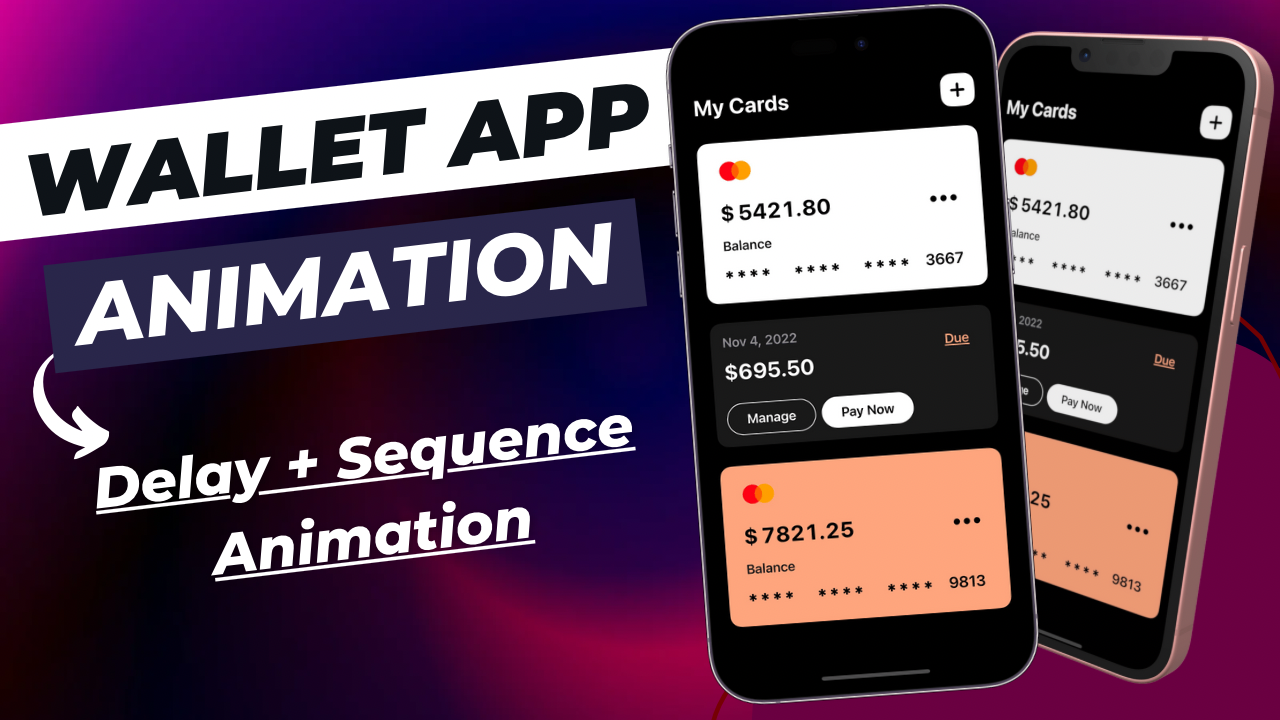 WALLET APP
ANIMATION
Delay + Sequence
Animation
My Cards
+
$ 5421.80
•••
Balance
**** **** **** 3667
Nov 4, 2022
Due
$695.50
Manage
Pay Now
$ 7821.25
•••
Balance
**** **** **** 9813
My Cards
+
$ 5421.80
•••
alance
*** **** **** 3667
2022
Due
5.50
Pay Now
25
•••
** **** 9813